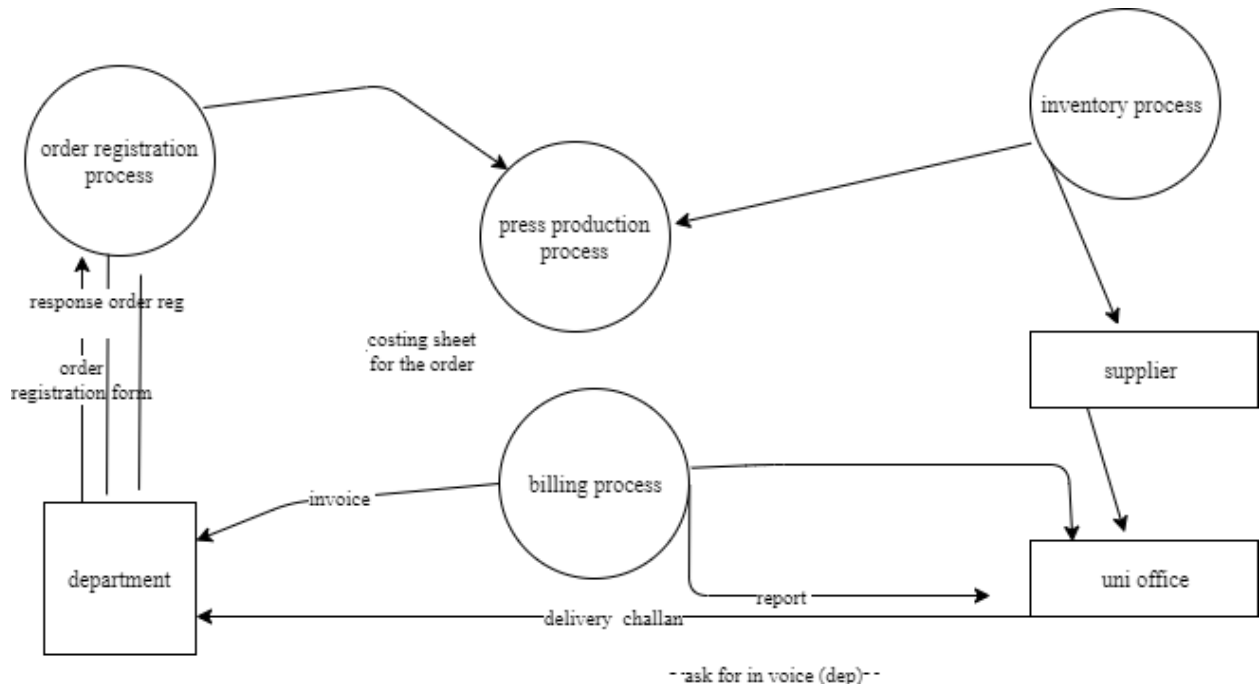 inventory process
order registration
process
press production
process
response order reg
costing sheet
for the order
order
registration form
supplier
billing process
invoice
department
uni office
report
delivery challan
--ask for in voice (dep)--